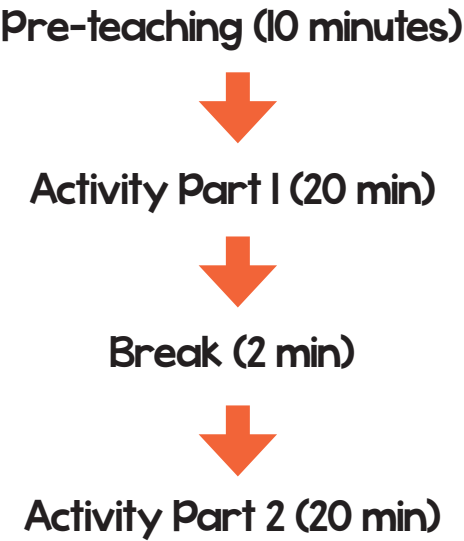 Pre-teaching (10 minutes)
Activity Part 1 (20 min)
Break (2 min)
Activity Part 2 (20 min)